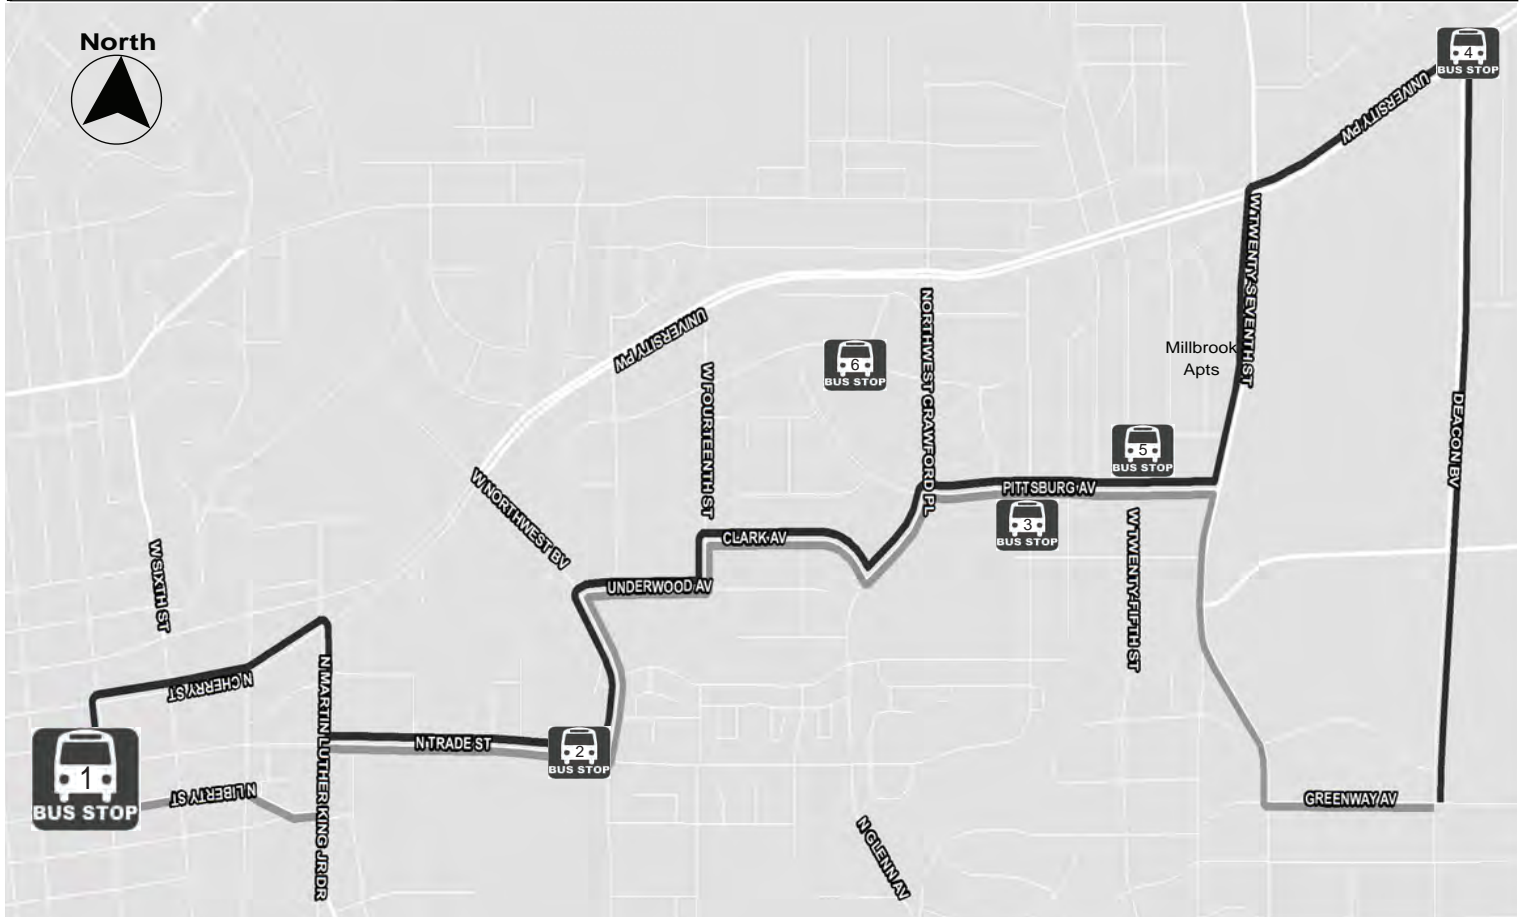 North
4
BUS STOP
UNIVERSITY PW
W TWENTY-SEVENTH ST
NORTHWEST CRAWFORD PL
UNIVERSITY PW
6
BUS STOP
Millbrook
Apts
W FOURTEENTH ST
DEACON BV
5
BUS STOP
W NORTHWEST BV
PITTSBURG AV
3
BUS STOP
W TWENTY-FIFTH ST
CLARK AV
W SIXTH ST
UNDERWOOD AV
N CHERRY ST
N MARTIN LUTHER KING JR DR
N TRADE ST
2
BUS STOP
1
BUS STOP
N LIBERTY ST
GREENWAY AV
N GLENN AV